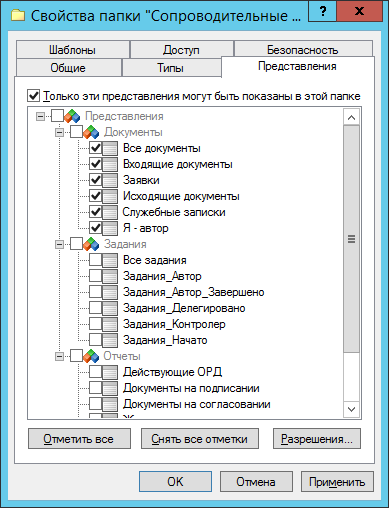 Свойства папки "Сопроводительные ...
?
x
Шаблоны Доступ Безопасность
Общие Типы Представления
Только эти представления могут быть показаны в этой папке
Представления
Документы
Все документы
Входящие документы
Заявки
Исходящие документы
Служебные записки
Я - автор
Задания
Все задания
Задания_Автор
Задания_Автор_Завершено
Задания_Делегировано
Задания_Контролер
Задания_Начато
Отчеты
Действующие ОРД
Документы на подписании
Документы на согласовании
Отметить все Снять все отметки Разрешения...
OK Отмена Применить